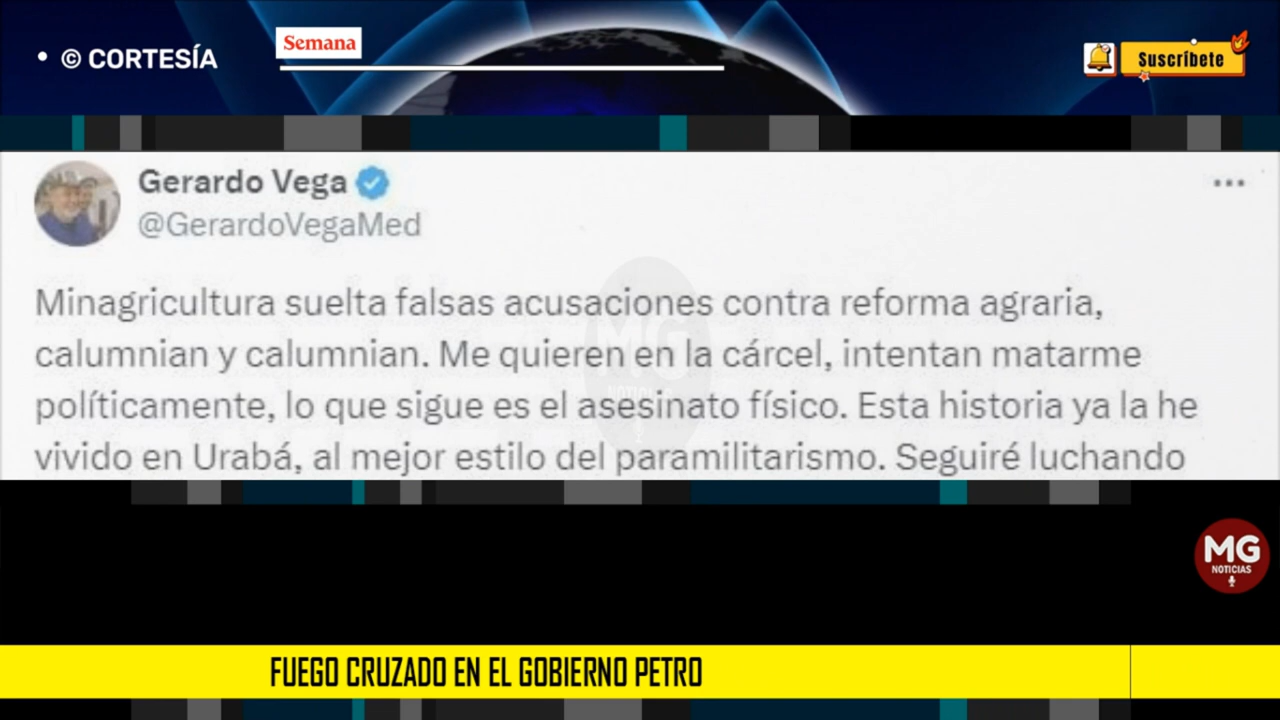 • © CORTESÍA
Semana
Suscríbete
Gerardo Vega
@GerardoVegaMed
Minagricultura suelta falsas acusaciones contra reforma agraria,
calumnian y calumnian. Me quieren en la cárcel, intentan matarme
políticamente, lo que sigue es el asesinato físico. Esta historia ya la he
vivido en Urabá, al mejor estilo del paramilitarismo. Seguiré luchando
MG
NOTICIAS
MG
NOTICIAS
FUEGO CRUZADO EN EL GOBIERNO PETRO